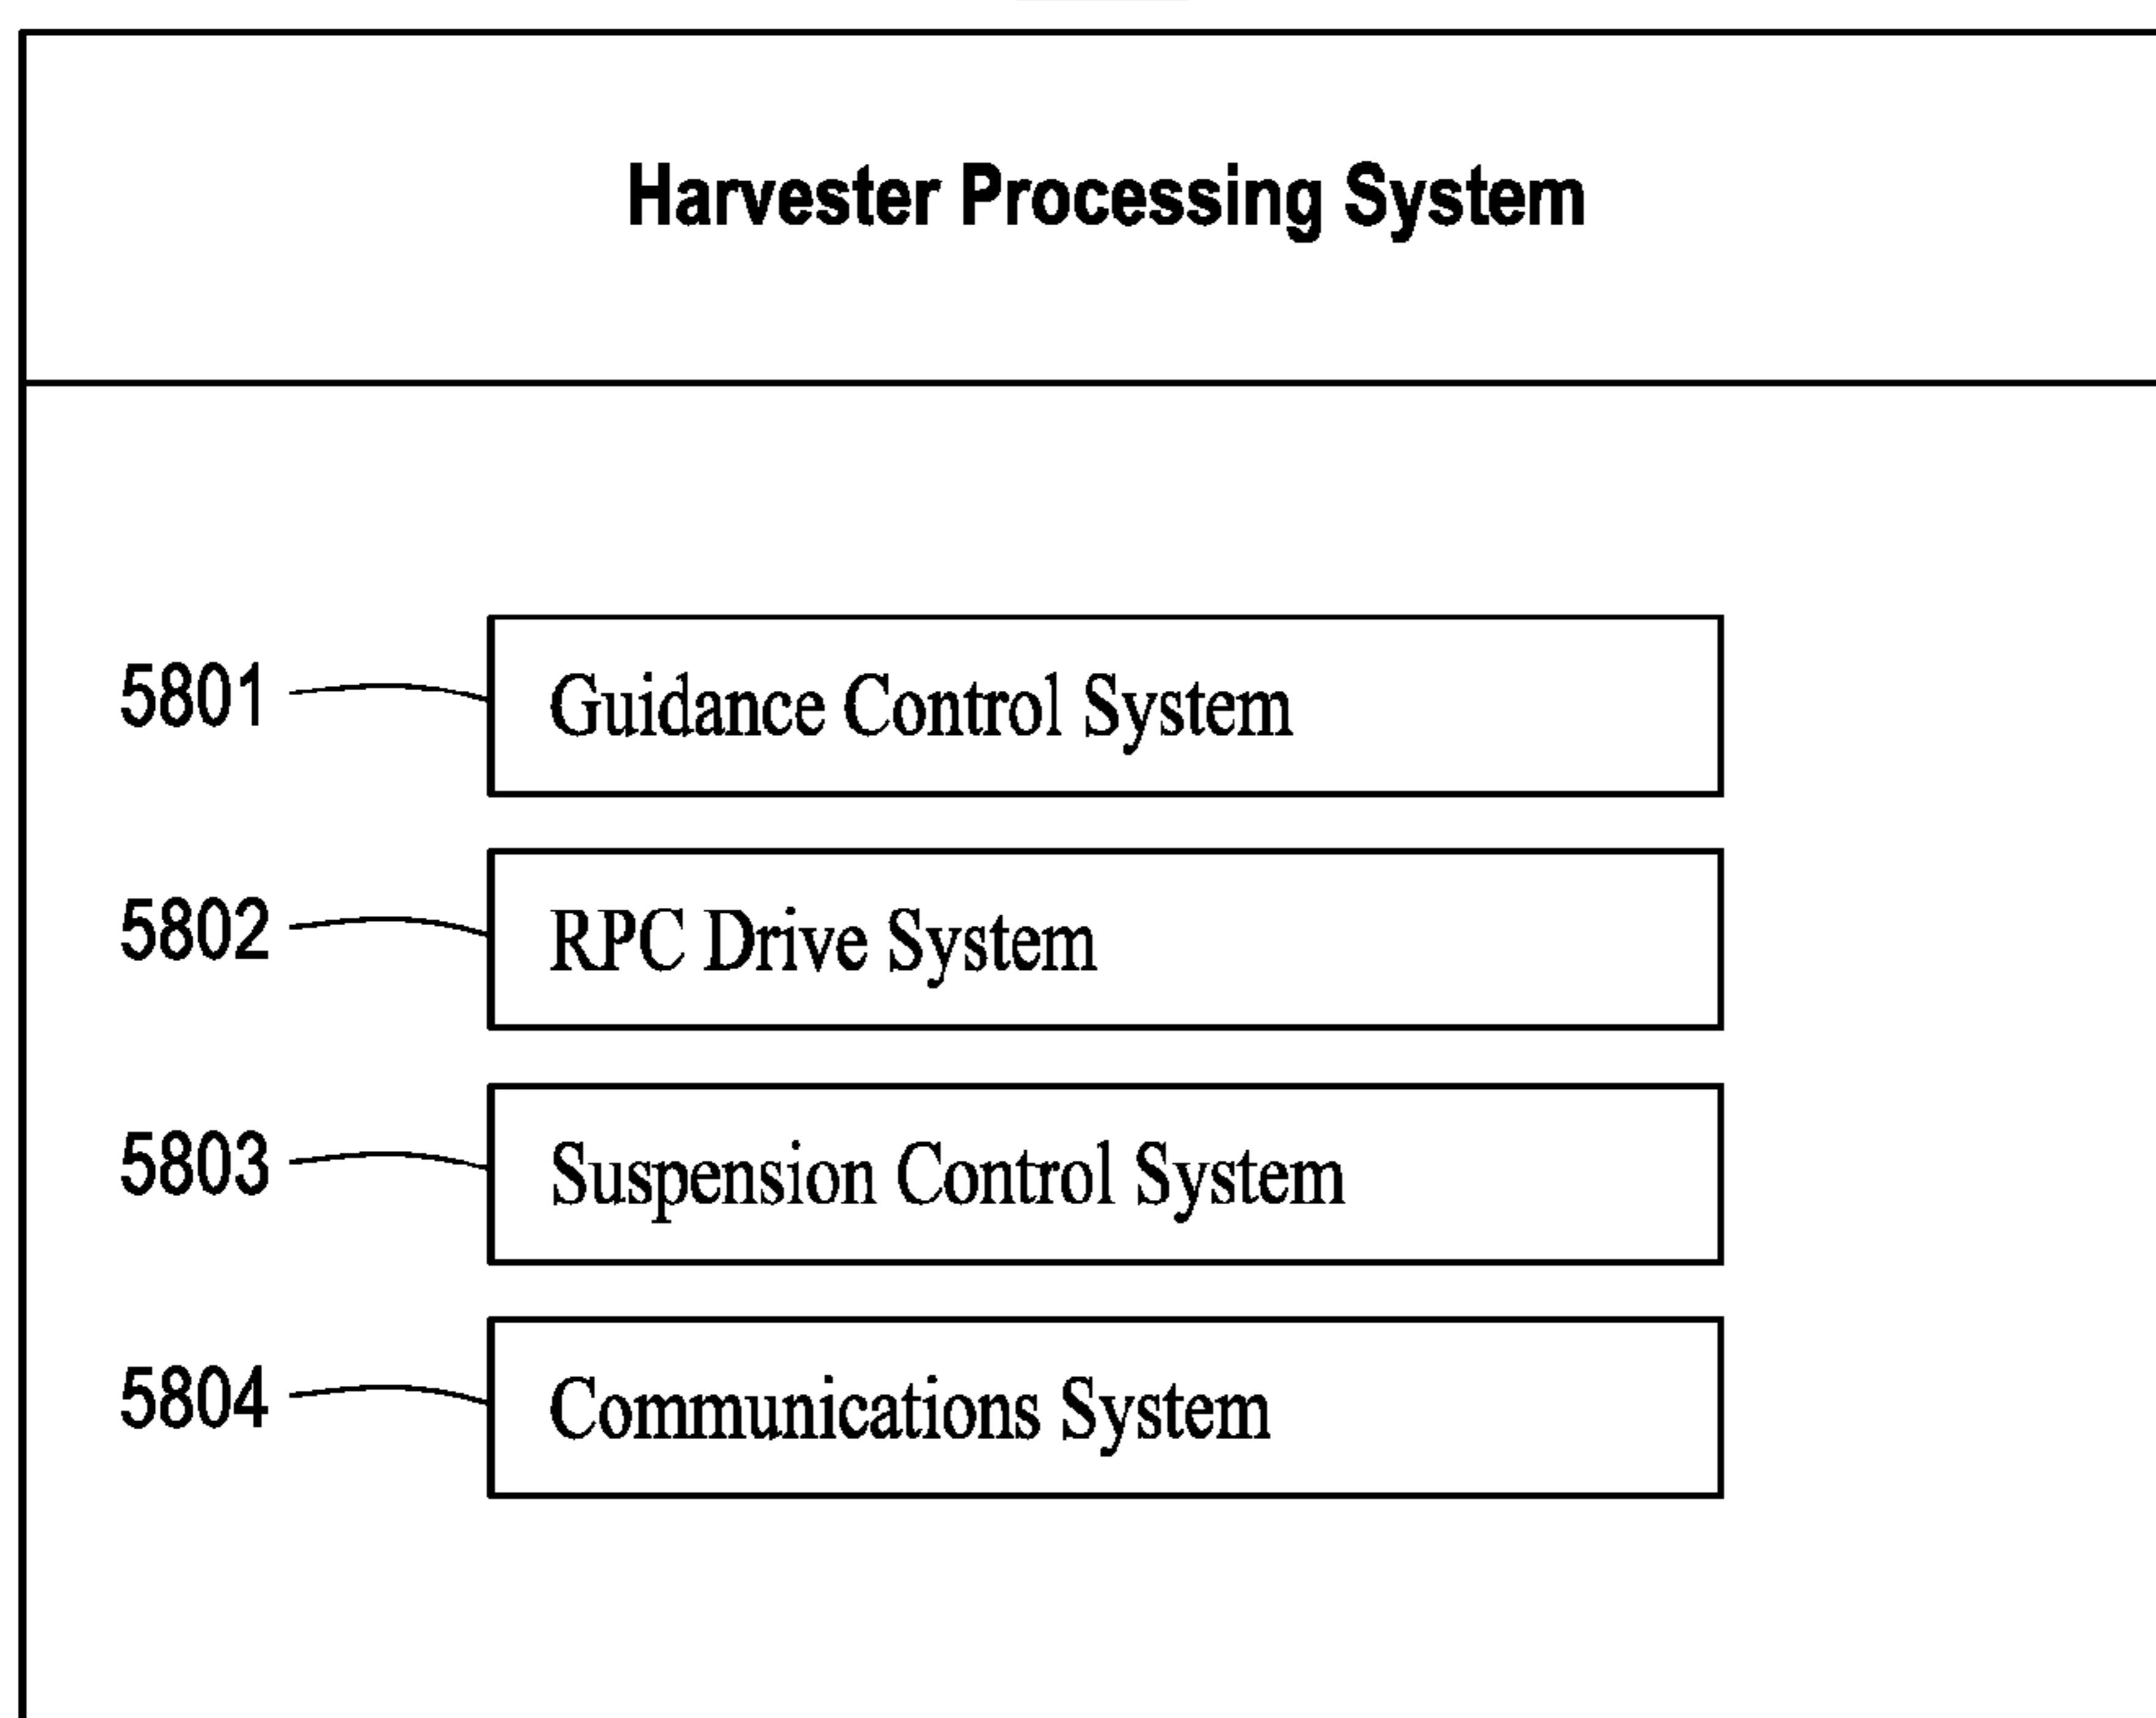 Harvester Processing System
5801 Guidance Control System
5802 RPC Drive System
5803 Suspension Control System
5804 Communications System